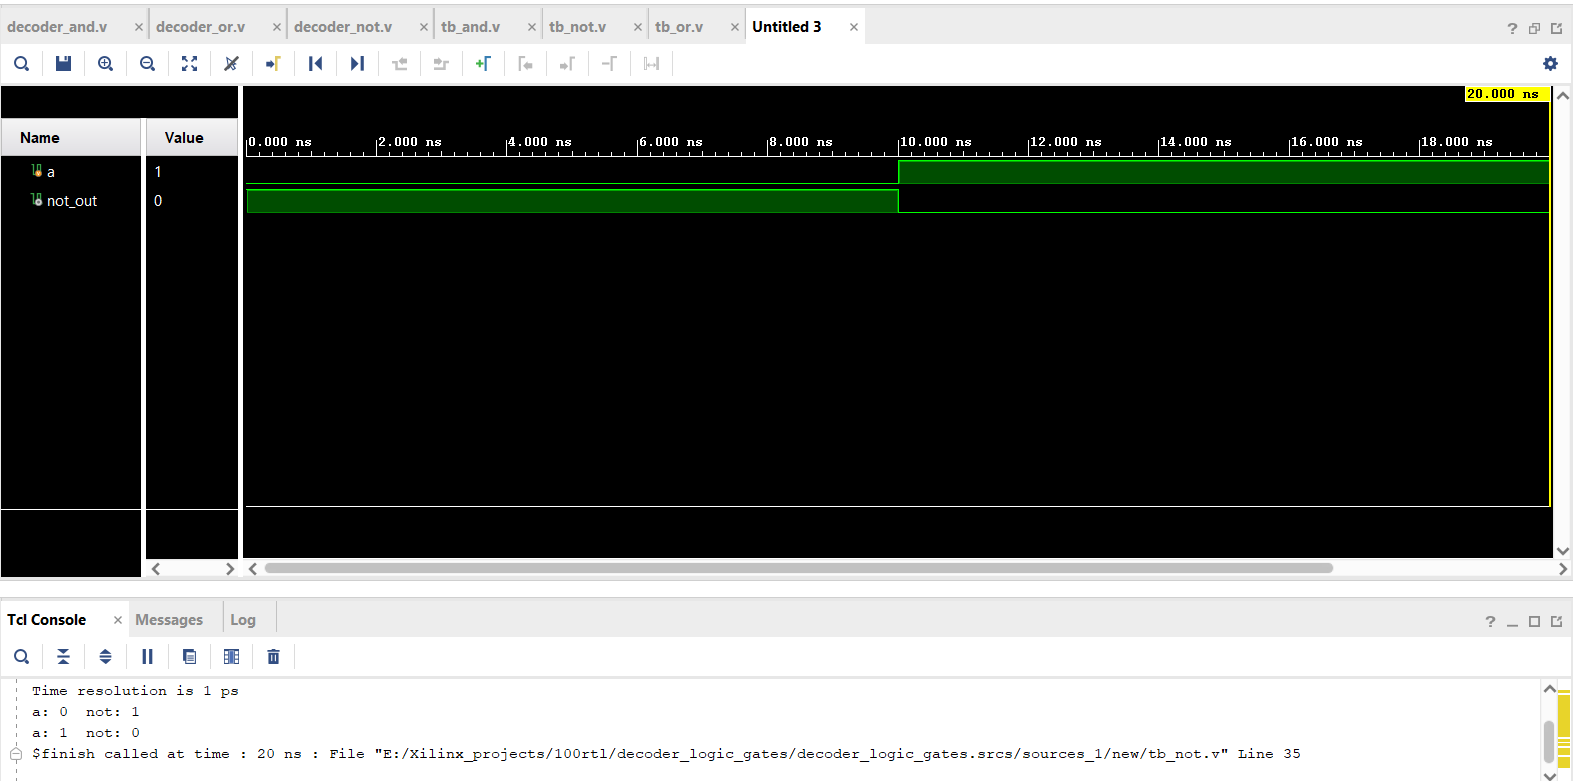 decoder_and.v × decoder_or.v × decoder_not.v × tb_and.v × tb_not.v × tb_or.v × Untitled 3 × ?
20.000 ns
Name Value 0.000 ns 2.000 ns 4.000 ns 6.000 ns 8.000 ns 10.000 ns 12.000 ns 14.000 ns 16.000 ns 18.000 ns
a 1
not_out 0
Tcl Console × Messages Log ?
Time resolution is 1 ps
a: 0 not: 1
a: 1 not: 0
$finish called at time : 20 ns : File "E:/Xilinx_projects/100rtl/decoder_logic_gates/decoder_logic_gates.srcs/sources_1/new/tb_not.v" Line 35